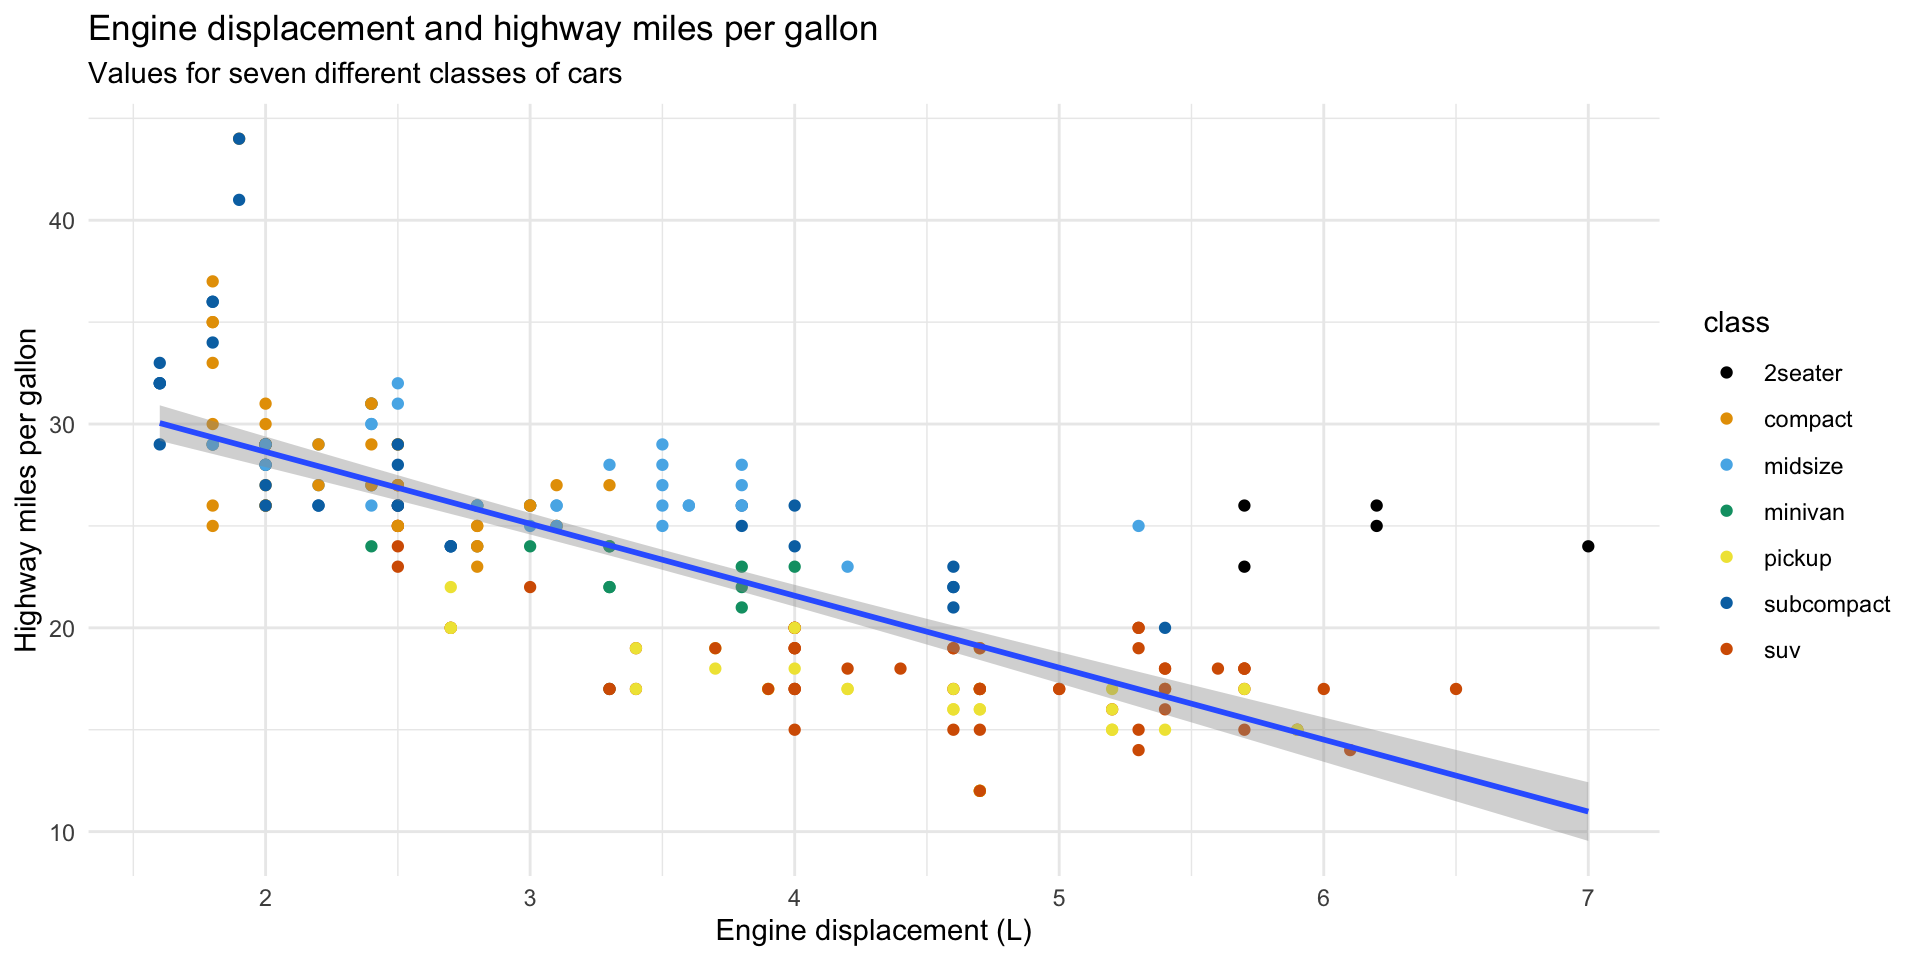 Engine displacement and highway miles per gallon
Values for seven different classes of cars
Highway miles per gallon
40
30
20
10
2 3 4 5 6 7
Engine displacement (L)
class
2seater
compact
midsize
minivan
pickup
subcompact
suv